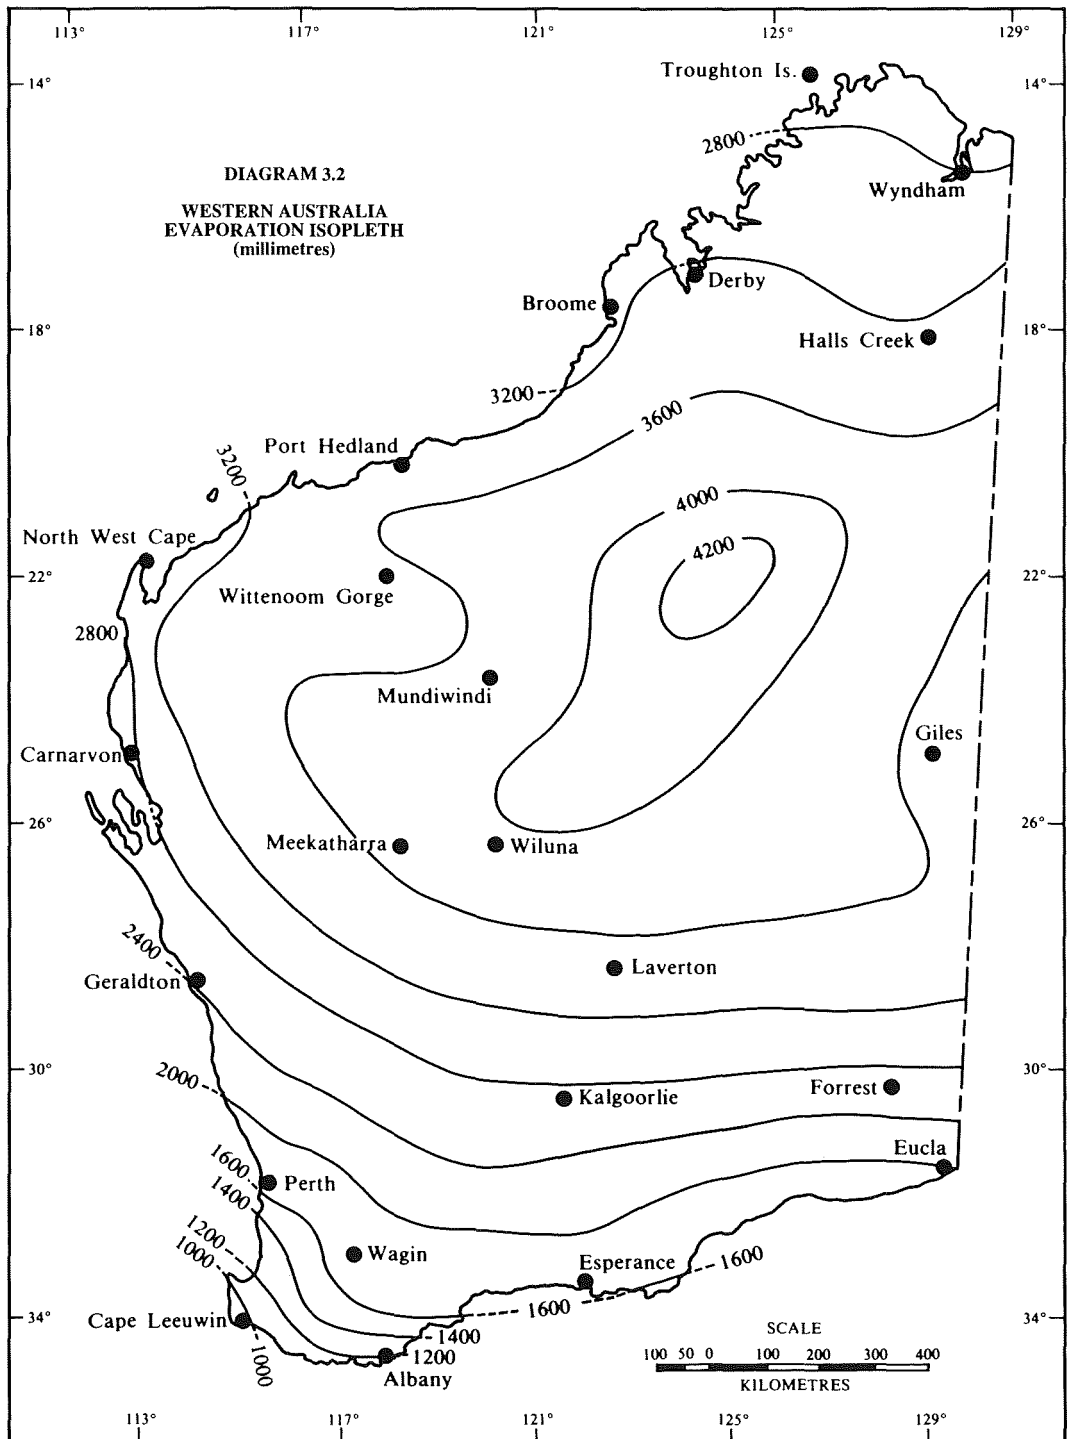 113°
117°
121°
125°
129°
14°
14°
Troughton Is.
2800
Wyndham
DIAGRAM 3.2
WESTERN AUSTRALIA
EVAPORATION ISOPLETH
(millimetres)
Derby
Broome
18°
18°
Halls Creek
3200
3600
Port Hedland
3200
4000
North West Cape
4200
22°
22°
Wittenoom Gorge
2800
Mundiwindi
Giles
Carnarvon
26°
26°
Meekatharra
Wiluna
2400
Laverton
Geraldton
30°
30°
2000
Kalgoorlie
Forrest
Eucla
1600
Perth
1400
1200
Wagin
1000
Esperance
1600
1600
34°
34°
Cape Leeuwin
1400
1200
1000
Albany
SCALE
100 50 0 100 200 300 400
KILOMETRES
113°
117°
121°
125°
129°